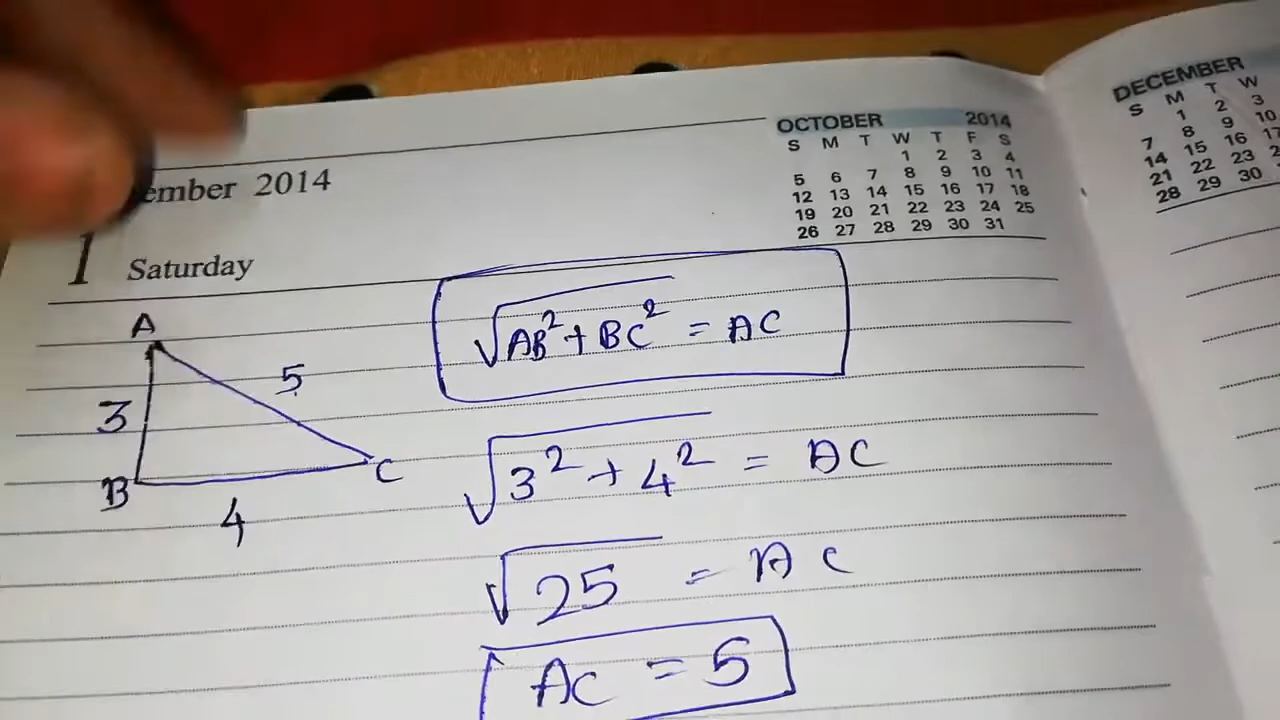 ember 2014
1 Saturday
OCTOBER 2014
S M T W T F S
1 2 3 4
5 6 7 8 9 10 11
12 13 14 15 16 17 18
19 20 21 22 23 24 25
26 27 28 29 30 31
DECEMBER
S M T W
1 2 3
7 8 9 10
14 15 16 17
21 22 23
28 29 30
A
3
5
B
4
C
√AB²+BC² = AC
√3²+4² = AC
√25 = AC
AC = 5